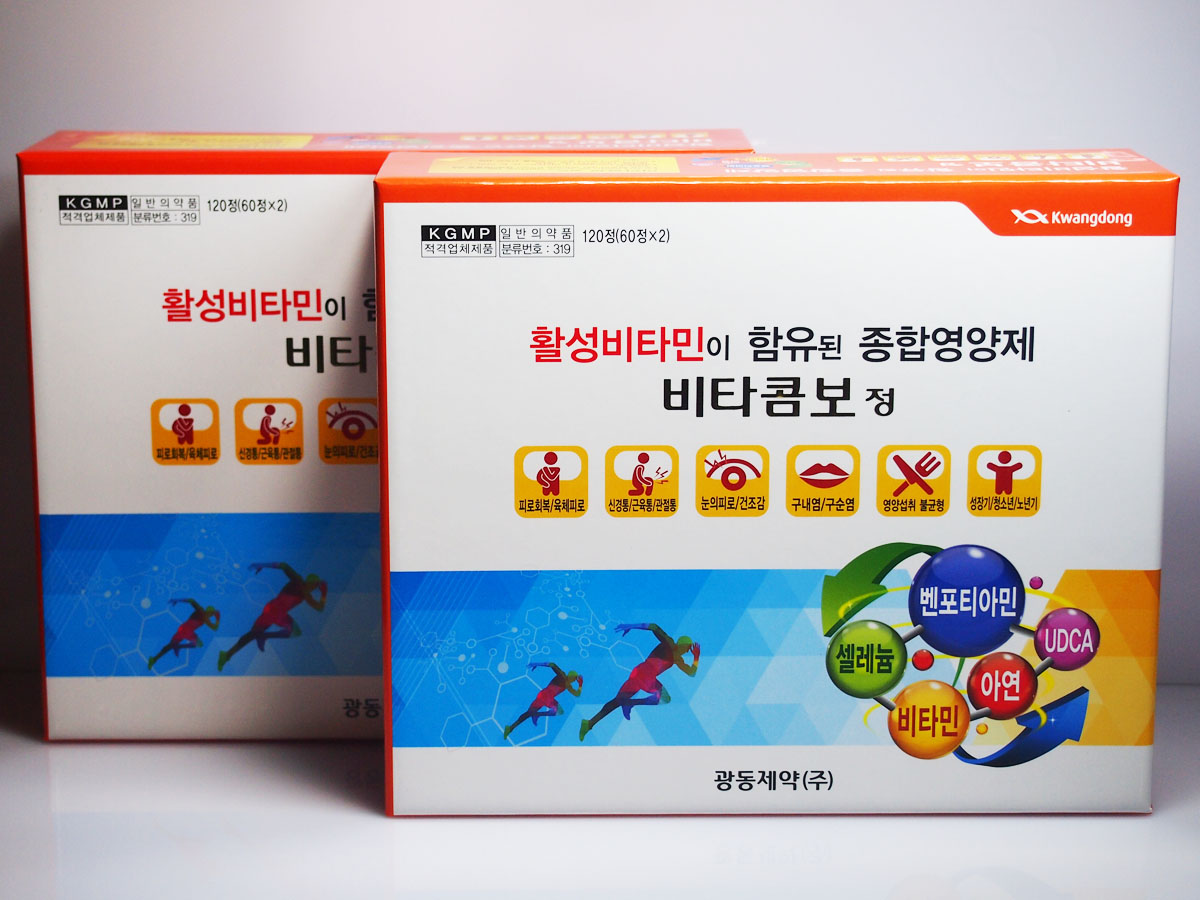 KGMP 일반의약품 120정(60정×2)
적격업체제품 분류번호 : 319
활성비타민이
비타
피로회복/육체피로 신경통/근육통/관절통 눈의피로/건조감
광동
Kwangdong
KGMP 일반의약품 120정(60정×2)
적격업체제품 분류번호 : 319
활성비타민이 함유된 종합영양제
비타콤보 정
피로회복/육체피로 신경통/근육통/관절통 눈의피로/건조감 구내염/구순염 영양섭취 불균형 성장기/청소년/노년기
벤포티아민
셀레늄
UDCA
아연
비타민
광동제약(주)